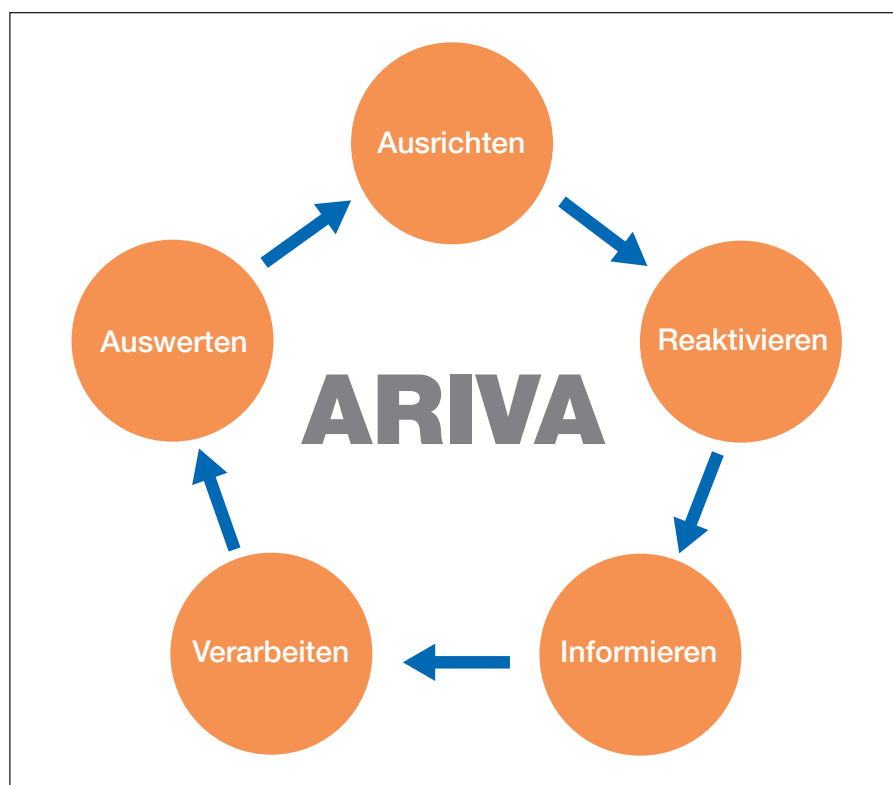 Ausrichten
Reaktivieren
Informieren
Verarbeiten
Auswerten
ARIVA